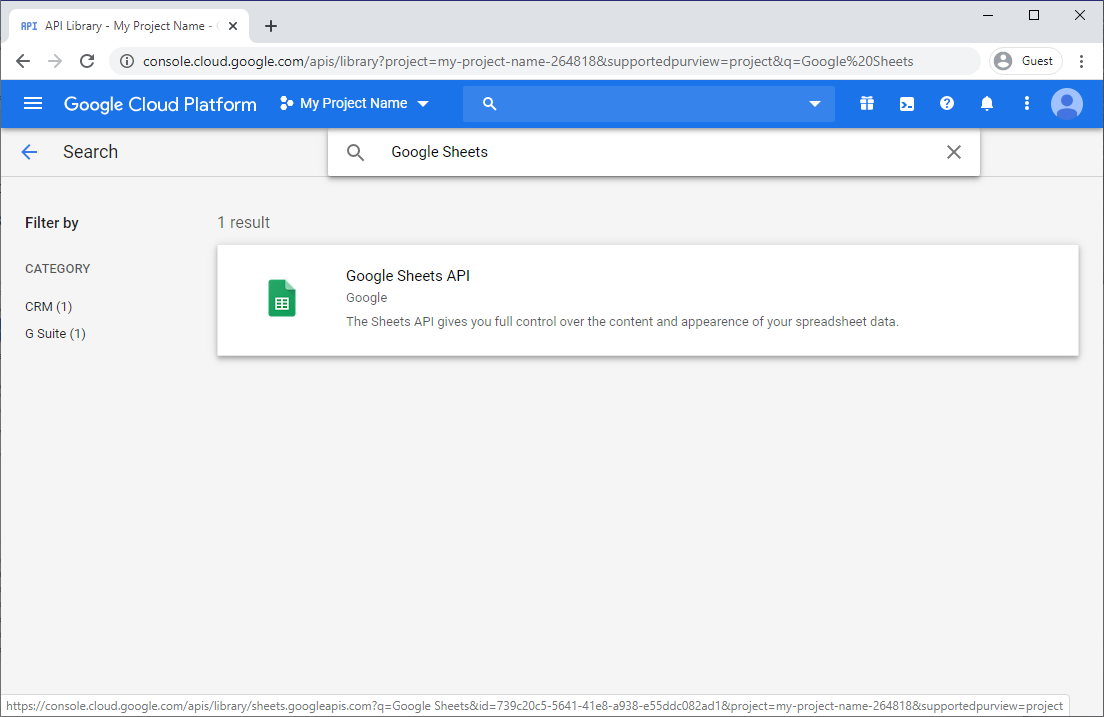 API API Library - My Project Name -
console.cloud.google.com/apis/library?project=my-project-name-264818&supportedpurview=project&q=Google%20Sheets
Guest
Google Cloud Platform
My Project Name
Search
Google Sheets
Filter by
1 result
CATEGORY
CRM (1)
G Suite (1)
Google Sheets API
Google
The Sheets API gives you full control over the content and appearence of your spreadsheet data.
https://console.cloud.google.com/apis/library/sheets.googleapis.com?q=Google Sheets&id=739c20c5-5641-41e8-a938-e55ddc082ad1&project=my-project-name-264818&supportedpurview=project